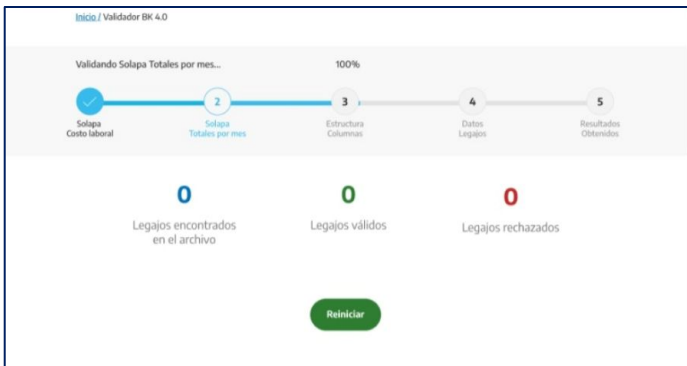 Inicio / Validador BK 4.0
Validando Solapa Totales por mes... 100%
2 3 4 5
Solapa Solapa Estructura Datos Resultados
Costo laboral Totales por mes Columnas Legajos Obtenidos
0 0 0
Legajos encontrados Legajos válidos Legajos rechazados
en el archivo
Reiniciar